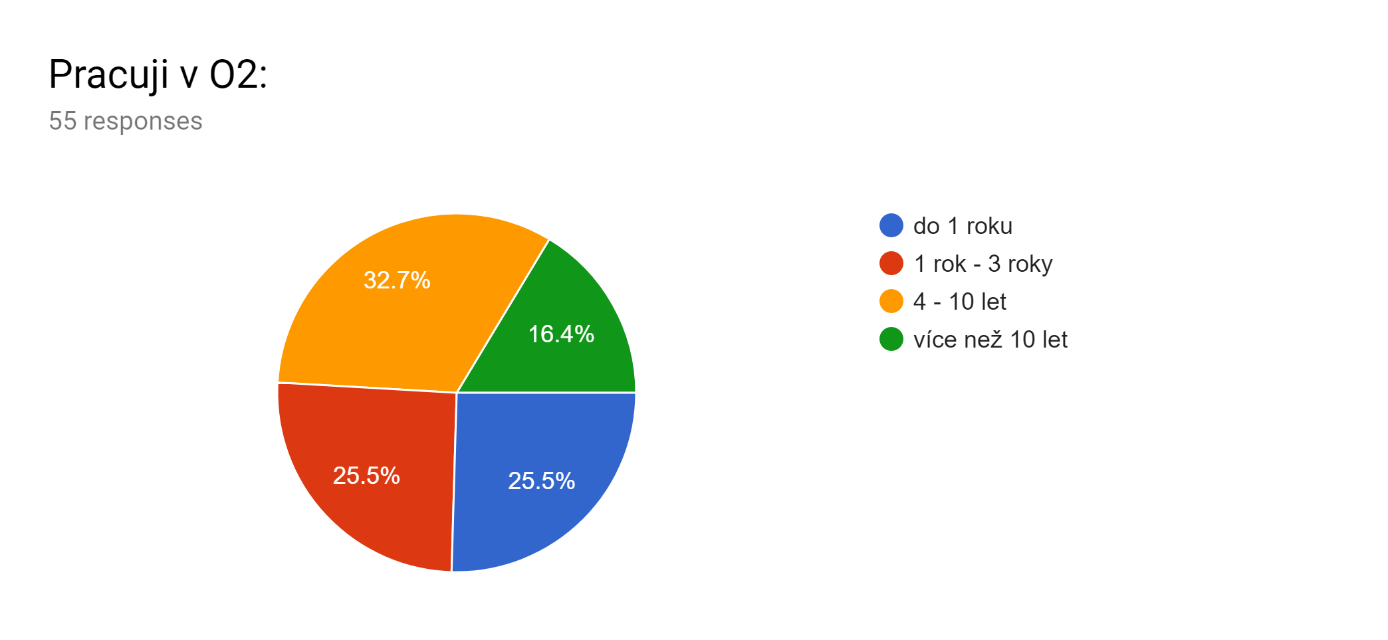 Pracuji v O2:
55 responses
32.7%
16.4%
25.5%
25.5%
do 1 roku
1 rok - 3 roky
4 - 10 let
více než 10 let